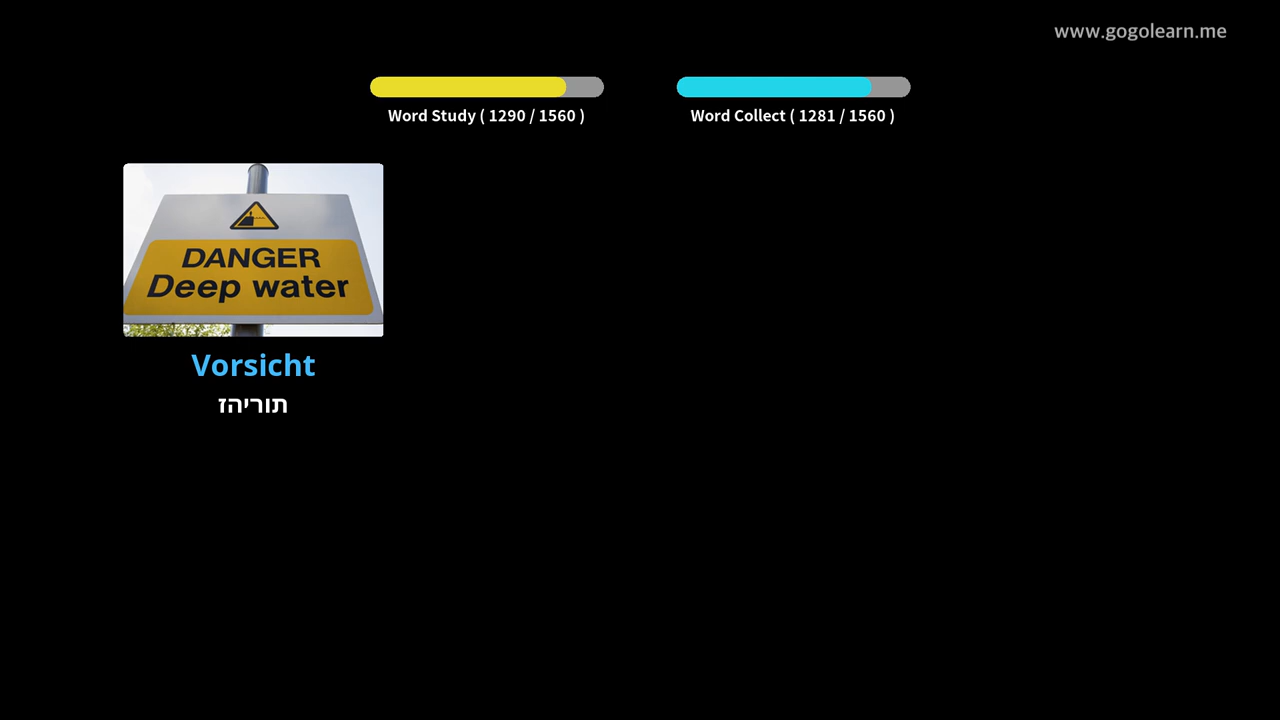 www.gogolearn.me
Word Study ( 1290 / 1560 )
Word Collect ( 1281 / 1560 )
DANGER
Deep water
Vorsicht
תוריהז